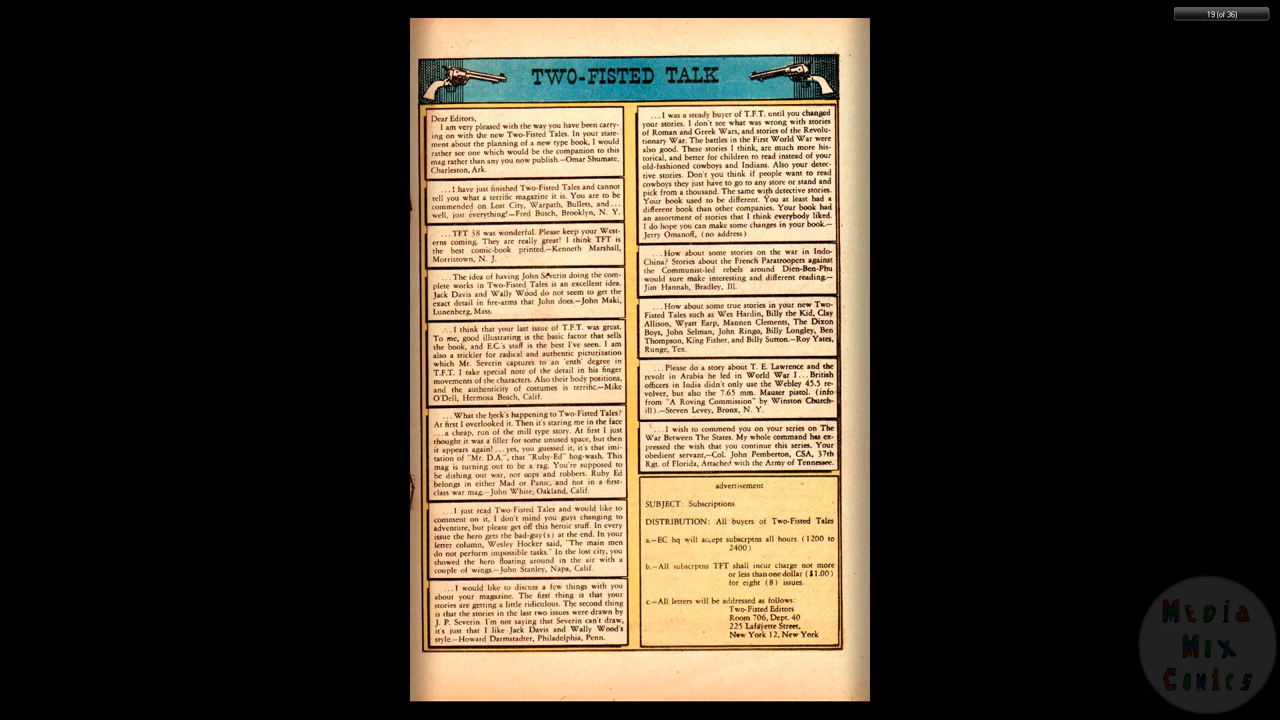 19 (of 36)
TWO-FISTED TALK
Dear Editors,
I am very pleased with the way you have been carry-
ing on with the new Two-Fisted Tales. In your state-
ment about the planning of a new type book, I would
rather see one which would be the companion to this
mag rather than any you now publish.—Omar Shumate,
Charleston, Ark.
...I have just finished Two-Fisted Tales and cannot
tell you what a terrific magazine it is. You are to be
commended on Lost City, Warpath, Bullets, and...
well, just everything!—Fred Busch, Brooklyn, N. Y.
...TFT 38 was wonderful. Please keep your West-
erns coming. They are really great! I think TFT is
the best comic-book printed.—Kenneth Marshall,
Morristown, N. J.
...The idea of having John Severin doing the com-
plete works in Two-Fisted Tales is an excellent idea.
Jack Davis and Wally Wood do not seem to get the
exact detail in fire-arms that John does.—John Maki,
Lunenberg, Mass.
...I think that your last issue of T.F.T. was great.
To me, good illustrating is the basic factor that sells
the book, and E.C.'s staff is the best I've seen. I am
also a stickler for radical and authentic picturization
which Mr. Severin captures to an 'enth' degree in
T.F.T. I take special note of the detail in his finger
movements of the characters. Also their body positions,
and the authenticity of costumes is terrific.—Mike
O'Dell, Hermosa Beach, Calif.
...What the heck's happening to Two-Fisted Tales?
At first I overlooked it. Then it's staring me in the face
...a cheap, run of the mill type story. At first I just
thought it was a filler for some unused space, but then
it appears again!...yes, you guessed it, it's that imi-
tation of "Mr. D.A.", that "Ruby-Ed" hog-wash. This
mag is turning out to be a rag. You're supposed to
be dishing out war, not cops and robbers. Ruby Ed
belongs in either Mad or Panic, and not in a first-
class war mag.—John White, Oakland, Calif.
...I just read Two-Fisted Tales and would like to
comment on it, I don't mind you guys changing to
adventure, but please get off this heroic stuff. In every
issue the hero gets the bad-guy(s) at the end. In your
letter column, Wesley Hocker said, "The main men
do not perform impossible tasks." In the lost city, you
showed the hero floating around in the air with a
couple of wings.—John Stanley, Napa, Calif.
...I would like to discuss a few things with you
about your magazine. The first thing is that your
stories are getting a little ridiculous. The second thing
is that the stories in the last two issues were drawn by
J. P. Severin. I'm not saying that Severin can't draw,
it's just that I like Jack Davis and Wally Wood's
style.—Howard Darmstadter, Philadelphia, Penn.
...I was a steady buyer of T.F.T. until you changed
your stories. I don't see what was wrong with stories
of Roman and Greek Wars, and stories of the Revolu-
tionary War. The battles in the First World War were
also good. These stories I think, are much more his-
torical, and better for children to read instead of your
old-fashioned cowboys and Indians. Also your detec-
tive stories. Don't you think if people want to read
cowboys they just have to go to any store or stand and
pick from a thousand. The same with detective stories.
Your book used to be different. You at least had a
different book than other companies. Your book had
an assortment of stories that I think everybody liked.
I do hope you can make some changes in your book.—
Jerry Omanoff, (no address)
...How about some stories on the war in Indo-
China? Stories about the French Paratroopers against
the Communist-led rebels around Dien-Ben-Phu
would sure make interesting and different reading.—
Jim Hannah, Bradley, Ill.
...How about some true stories in your new Two-
Fisted Tales such as Wes Hardin, Billy the Kid, Clay
Allison, Wyatt Earp, Mannen Clements, The Dixon
Boys, John Selman, John Ringo, Billy Longley, Ben
Thompson, King Fisher, and Billy Sutton.—Roy Yates,
Runge, Tex.
...Please do a story about T. E. Lawrence and the
revolt in Arabia he led in World War I...British
officers in India didn't only use the Webley 45.5 re-
volver, but also the 7.65 mm. Mauser pistol. (info
from "A Roving Commission" by Winston Church-
ill).—Steven Levey, Bronx, N. Y.
...I wish to commend you on your series on The
War Between The States. My whole command has ex-
pressed the wish that you continue this series. Your
obedient servant,—Col. John Pemberton, CSA, 37th
Rgt. of Florida, Attached with the Army of Tennessee.
advertisement
SUBJECT: Subscriptions
DISTRIBUTION: All buyers of Two-Fisted Tales
a.—EC hq will accept subscrptns all hours (1200 to
2400)
b.—All subscrptns TFT shall incur charge not more
or less than one dollar ($1.00)
for eight (8) issues.
c.—All letters will be addressed as follows:
Two-Fisted Editors
Room 706, Dept. 40
225 Lafayette Street,
New York 12, New York
MEDIA
MIX
COMICS